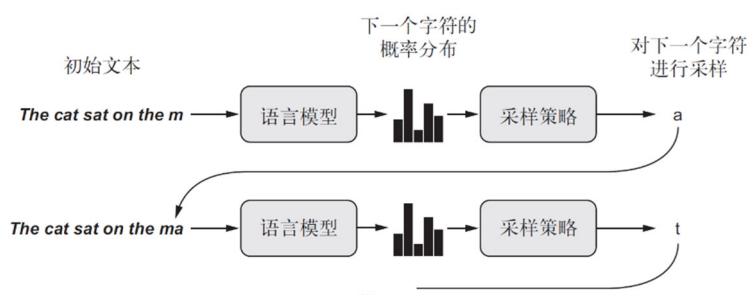 下一个字符的
概率分布
对下一个字符
进行采样
初始文本
The cat sat on the m
语言模型
采样策略
a
The cat sat on the ma
语言模型
采样策略
t